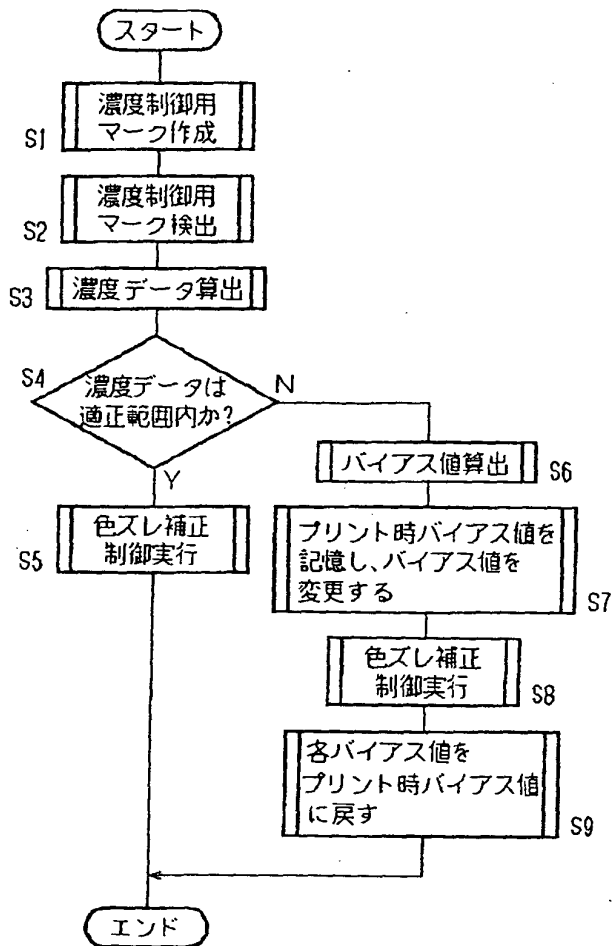 スタート
濃度制御用
マーク作成
S1
濃度制御用
マーク検出
S2
濃度データ算出
S3
S4
濃度データは
適正範囲内か?
N
Y
色ズレ補正
制御実行
S5
バイアス値算出
S6
プリント時バイアス値を
記憶し、バイアス値を
変更する
S7
色ズレ補正
制御実行
S8
各バイアス値を
プリント時バイアス値
に戻す
S9
エンド